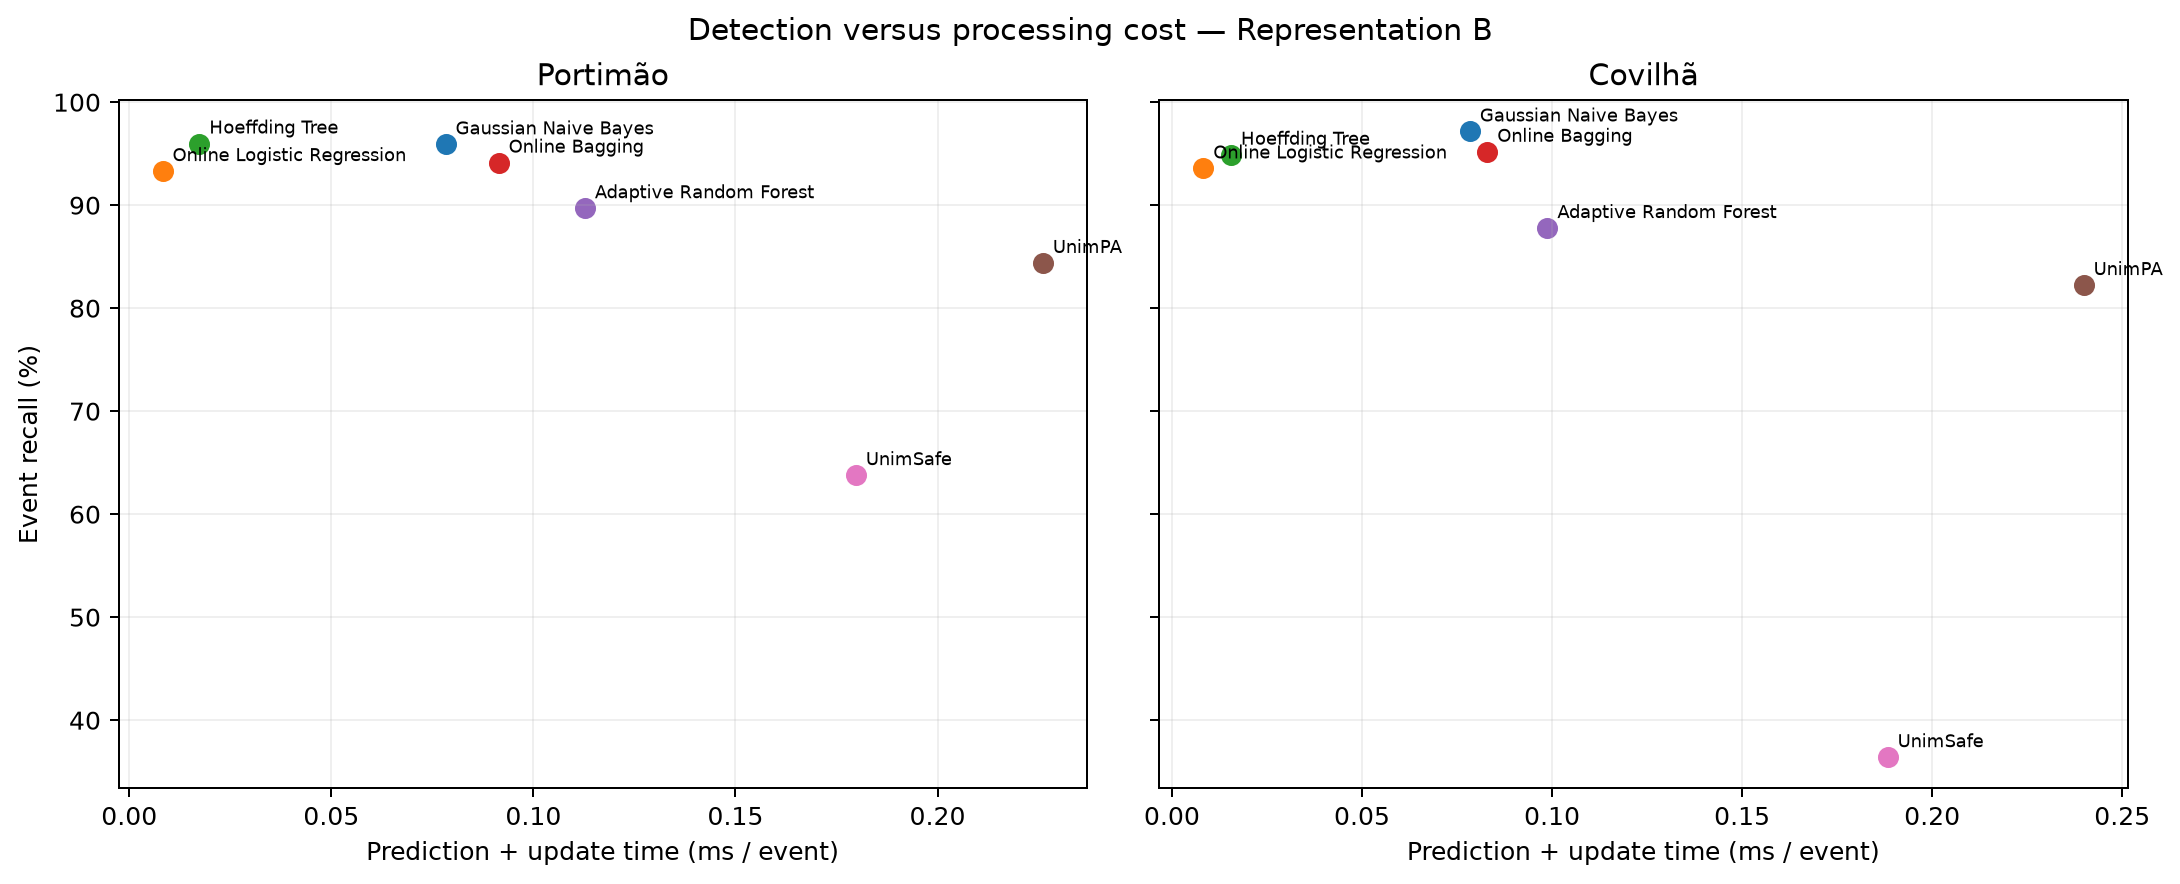 Detection versus processing cost — Representation B
Portimão
Event recall (%)
100
90
80
70
60
50
40
Hoeffding Tree
Online Logistic Regression
Gaussian Naive Bayes
Online Bagging
Adaptive Random Forest
UnimPA
UnimSafe
0.00 0.05 0.10 0.15 0.20
Prediction + update time (ms / event)
Covilhã
Gaussian Naive Bayes
Online Bagging
Hoeffding Tree
Online Logistic Regression
Adaptive Random Forest
UnimPA
UnimSafe
0.00 0.05 0.10 0.15 0.20 0.25
Prediction + update time (ms / event)